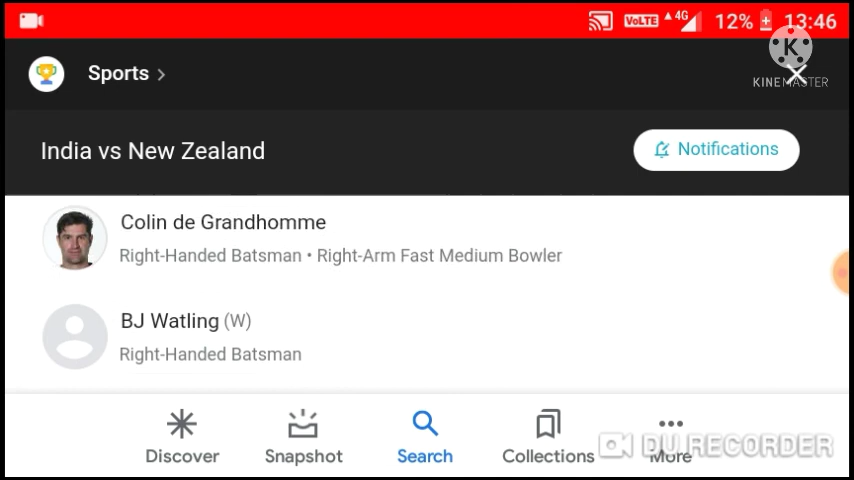 VoLTE 4G 12% 13:46
K
KINEMASTER
Sports >
India vs New Zealand
Notifications
Colin de Grandhomme
Right-Handed Batsman • Right-Arm Fast Medium Bowler
BJ Watling (W)
Right-Handed Batsman
Discover Snapshot Search Collections More
DU RECORDER